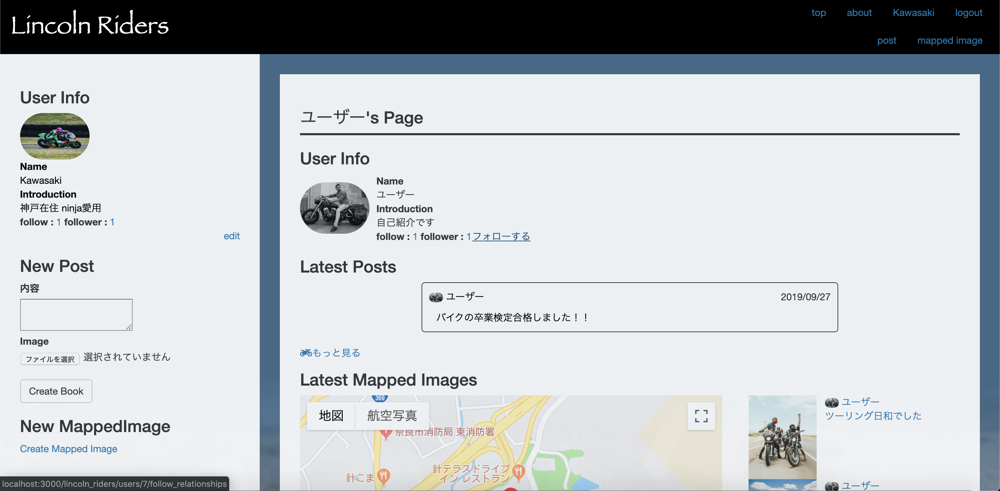 Lincoln Riders
top about Kawasaki logout
post mapped image
User Info
Name
Kawasaki
Introduction
神戸在住 ninja愛用
follow : 1 follower : 1
edit
New Post
内容
Image
ファイルを選択 選択されていません
Create Book
New MappedImage
Create Mapped Image
localhost:3000/lincoln_riders/users/7/follow_relationships
ユーザー's Page
User Info
Name
ユーザー
Introduction
自己紹介です
follow : 1 follower : 1フォローする
Latest Posts
ユーザー 2019/09/27
バイクの卒業検定合格しました！！
もっと見る
Latest Mapped Images
369
地図 航空写真
奈良市消防局 東消防署
針テラスドライブ
イン レストラン
針こま
ユーザー
ツーリング日和でした
ユーザー